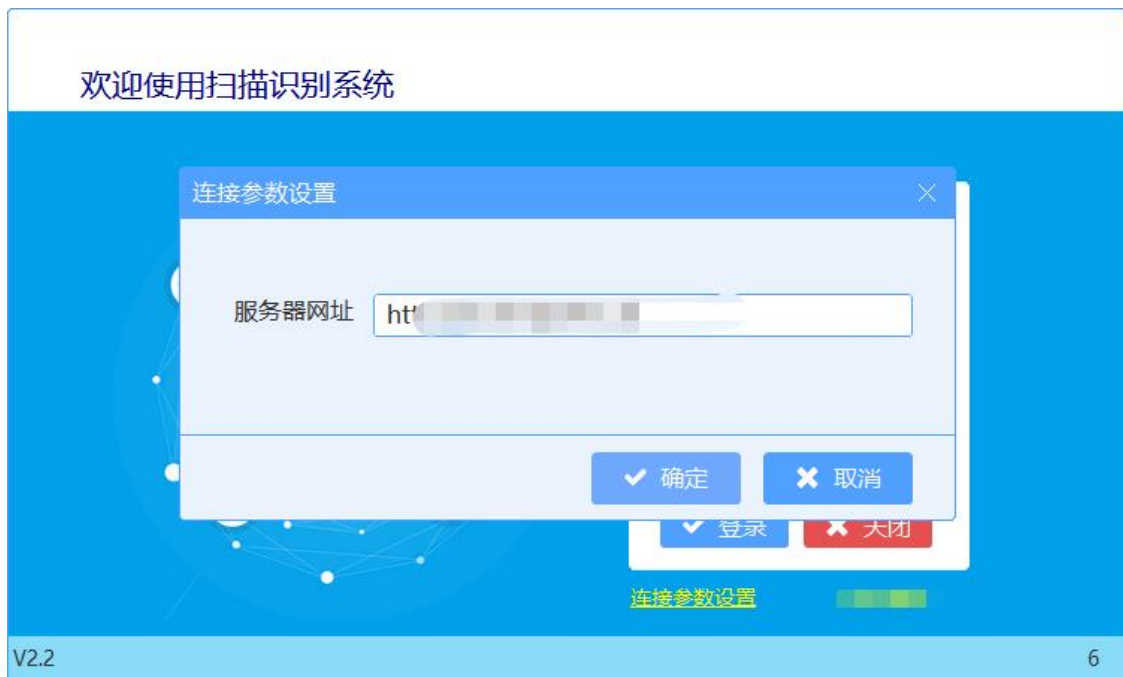 欢迎使用扫描识别系统
连接参数设置
服务器网址 ht
确定 取消
登录 关闭
连接参数设置
V2.2 6